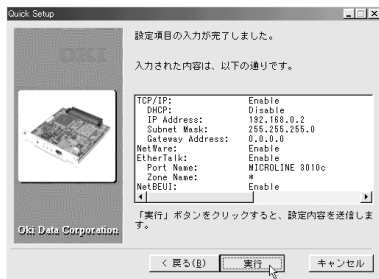 Quick Setup
OKI
設定項目の入力が完了しました。
入力された内容は、以下の通りです。
TCP/IP: Enable
DHCP: Disable
IP Address: 192.168.0.2
Subnet Mask: 255.255.255.0
Gateway Address: 0.0.0.0
NetWare: Enable
EtherTalk: Enable
Port Name: MICROLINE 3010c
Zone Name: *
NetBEUI: Enable
「実行」ボタンをクリックすると、設定内容を送信しま
す。
Oki Data Corporation
< 戻る(B)
実行
キャンセル